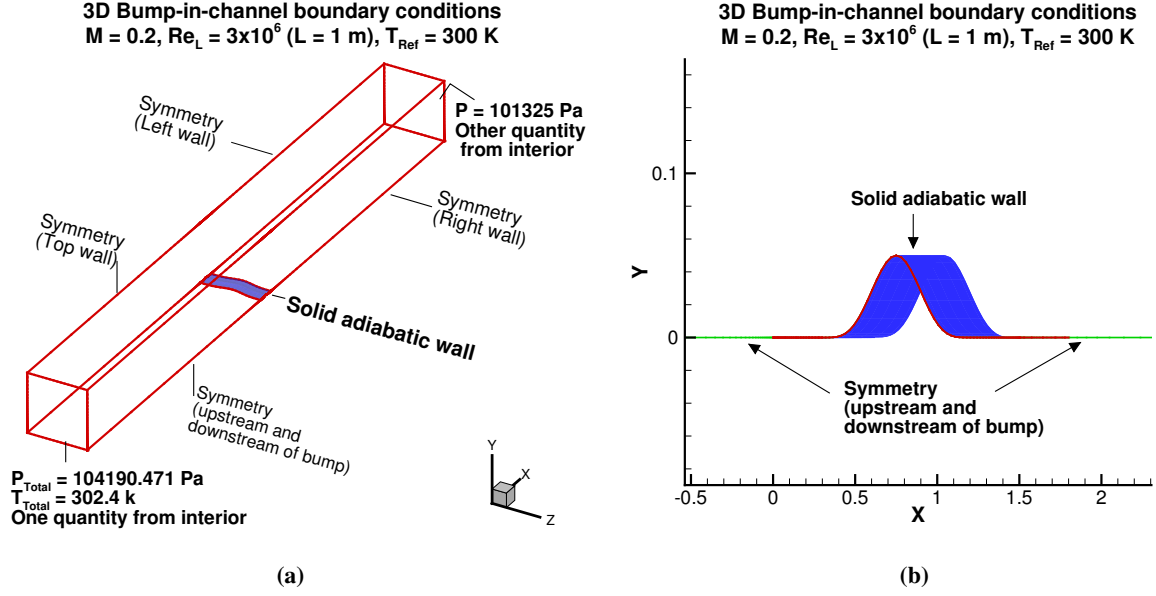 3D Bump-in-channel boundary conditions
M = 0.2, Re_L = 3x10^6 (L = 1 m), T_Ref = 300 K
Symmetry
(Left wall)
P = 101325 Pa
Other quantity
from interior
Symmetry
(Top wall)
Symmetry
(Right wall)
Solid adiabatic wall
Symmetry
(upstream and
downstream of bump)
P_Total = 104190.471 Pa
T_Total = 302.4 k
One quantity from interior
Y
X
Z
(a)
3D Bump-in-channel boundary conditions
M = 0.2, Re_L = 3x10^6 (L = 1 m), T_Ref = 300 K
0.1
Solid adiabatic wall
Y
0
Symmetry
(upstream and
downstream of bump)
-0.5 0 0.5 1 1.5 2
X
(b)